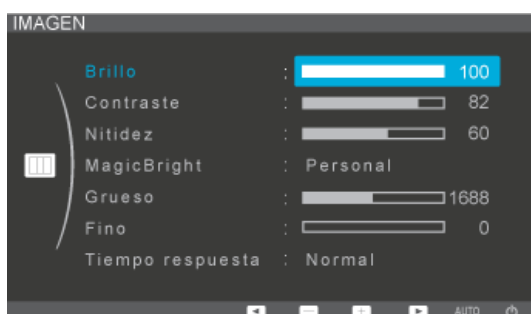 IMAGEN
Brillo : 100
Contraste : 82
Nitidez : 60
MagicBright : Personal
Grueso : 1688
Fino : 0
Tiempo respuesta : Normal
AUTO